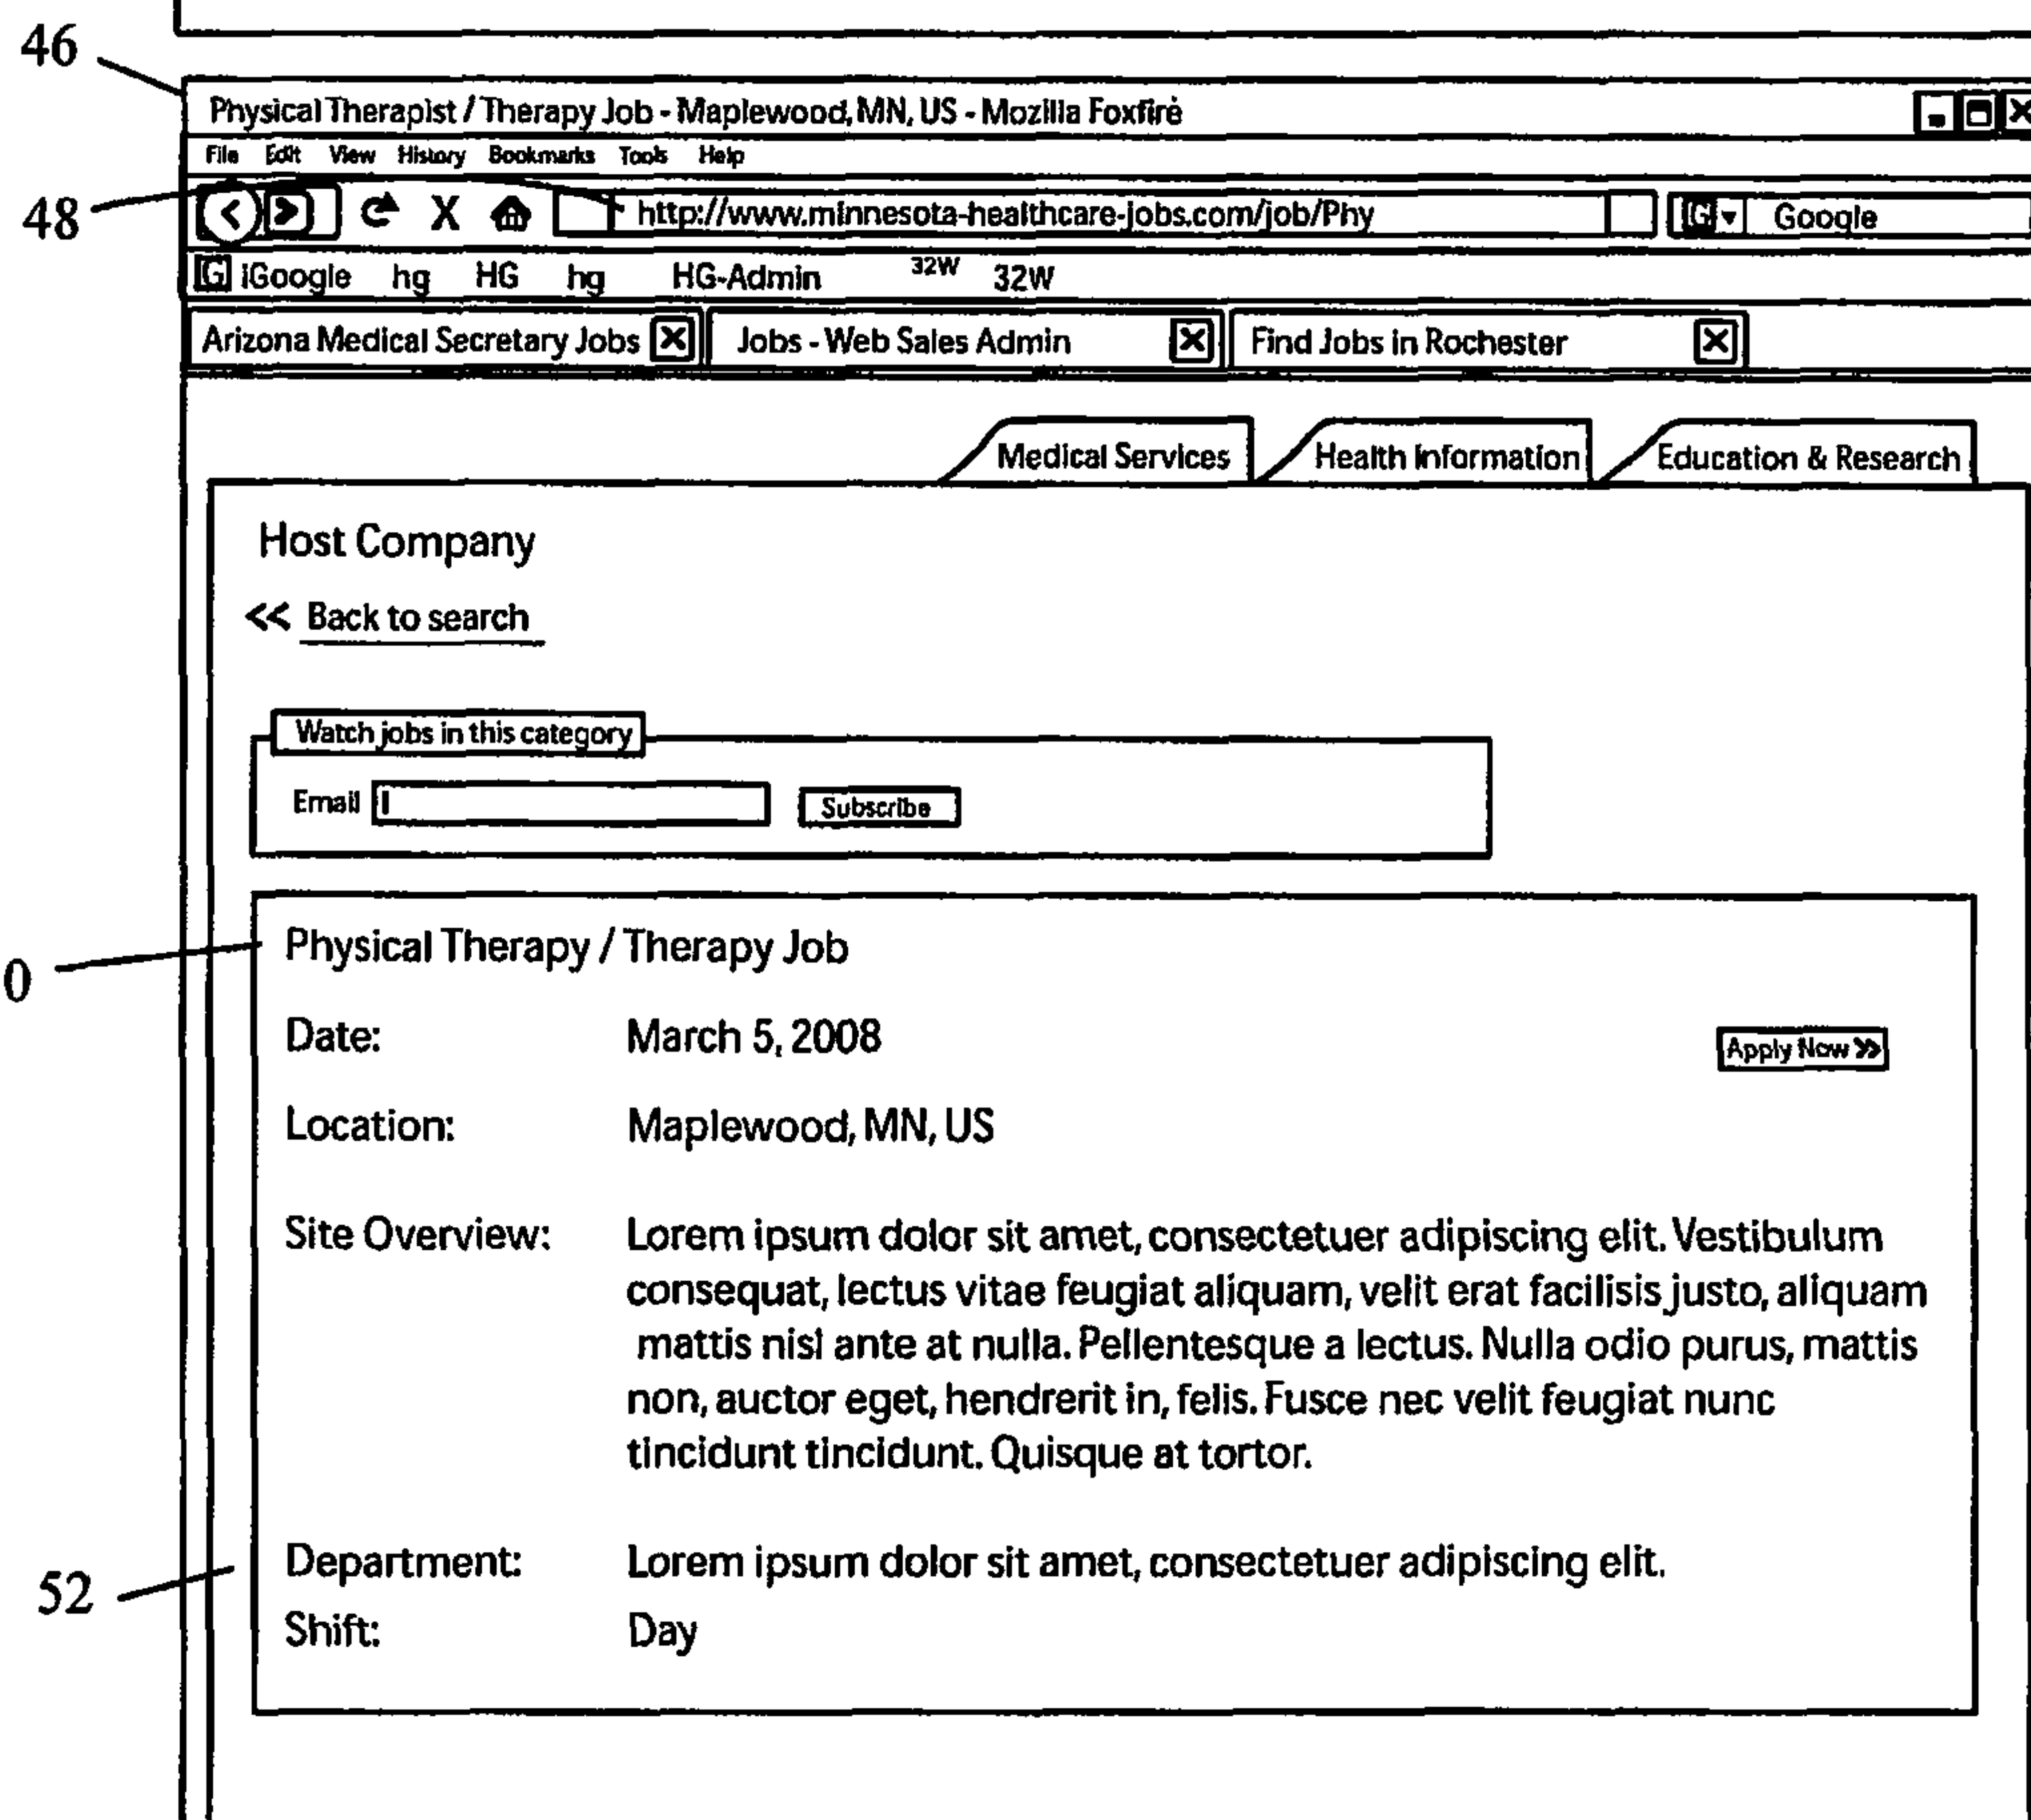 46
Physical Therapist / Therapy Job - Maplewood, MN, US - Mozilla Foxfire
File Edit View History Bookmarks Tools Help
48
X http://www.minnesota-healthcare-jobs.com/job/Phy G Google
G iGoogle hg HG hg HG-Admin 32W 32W
Arizona Medical Secretary Jobs X Jobs - Web Sales Admin X Find Jobs in Rochester X
Medical Services Health Information Education & Research
Host Company
<< Back to search
Watch jobs in this category
Email Subscribe
0 Physical Therapy / Therapy Job
Date: March 5, 2008 Apply Now >>
Location: Maplewood, MN, US
Site Overview: Lorem ipsum dolor sit amet, consectetuer adipiscing elit. Vestibulum
consequat, lectus vitae feugiat aliquam, velit erat facilisis justo, aliquam
mattis nisl ante at nulla. Pellentesque a lectus. Nulla odio purus, mattis
non, auctor eget, hendrerit in, felis. Fusce nec velit feugiat nunc
tincidunt tincidunt. Quisque at tortor.
52 Department: Lorem ipsum dolor sit amet, consectetuer adipiscing elit.
Shift: Day